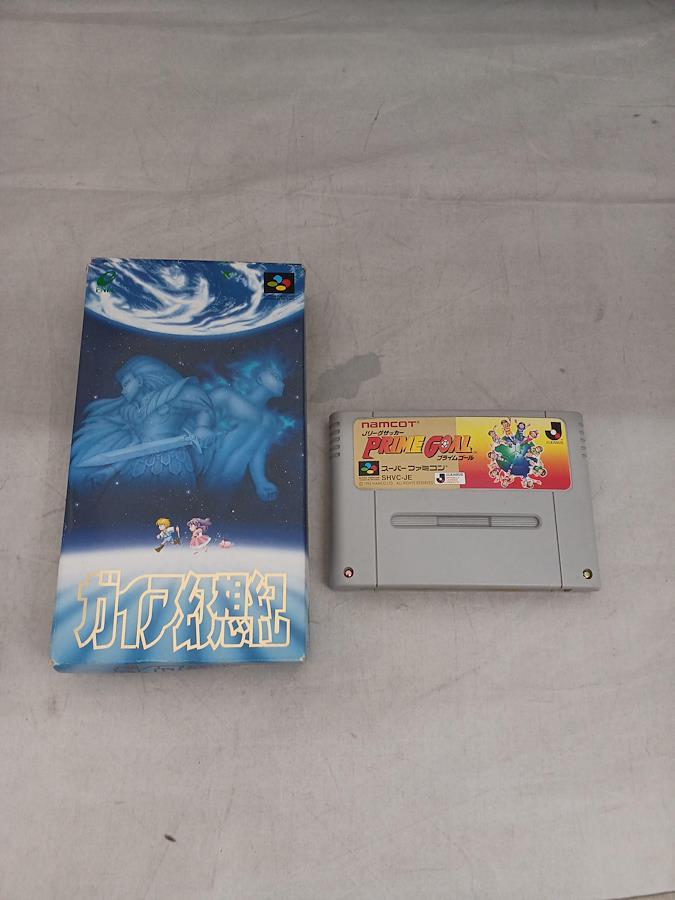 ガイア幻想紀
namcot
Jリーグサッカー
PRIME GOAL
プライムゴール
スーパーファミコン
SHVC-JE
J.LEAGUE